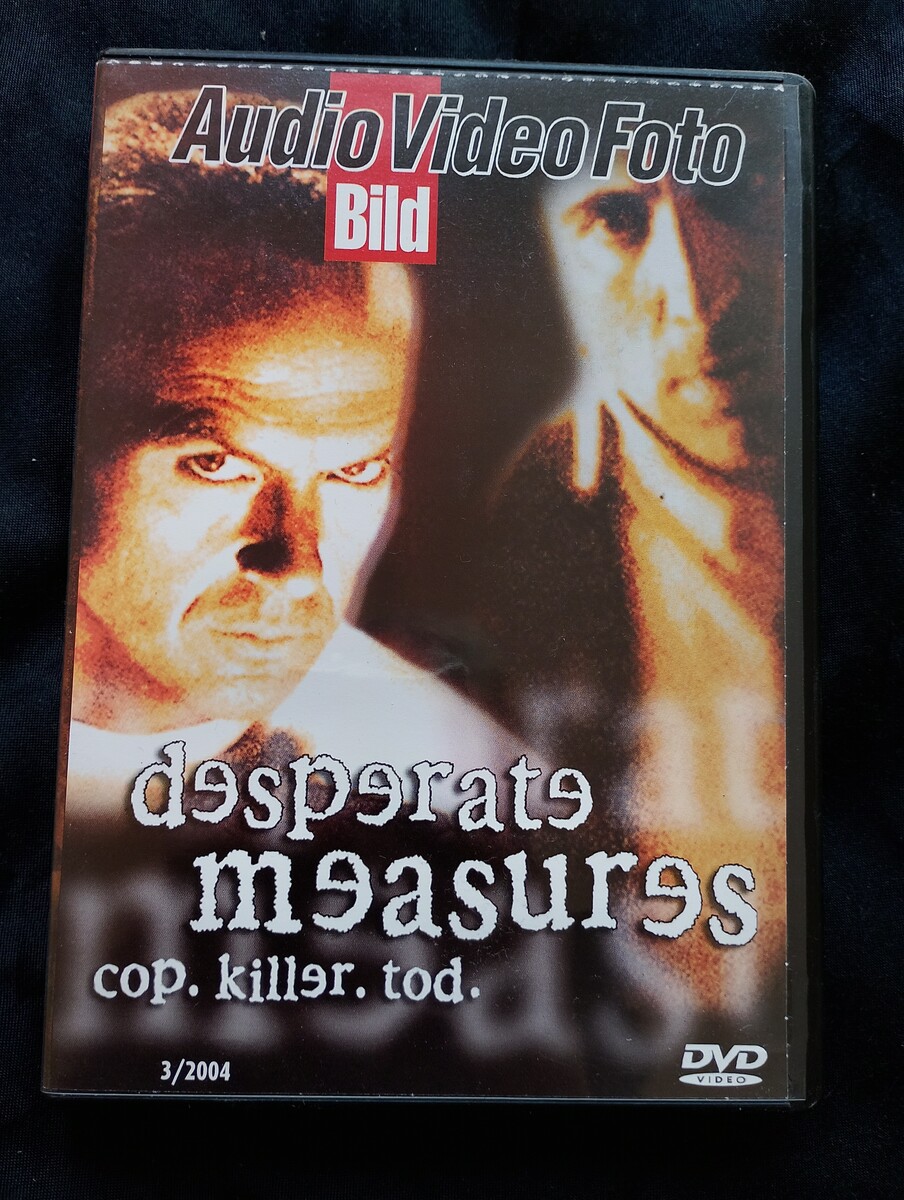 Audio Video Foto
Bild
desperate
measures
cop. killer. tod.
3/2004
DVD
VIDEO